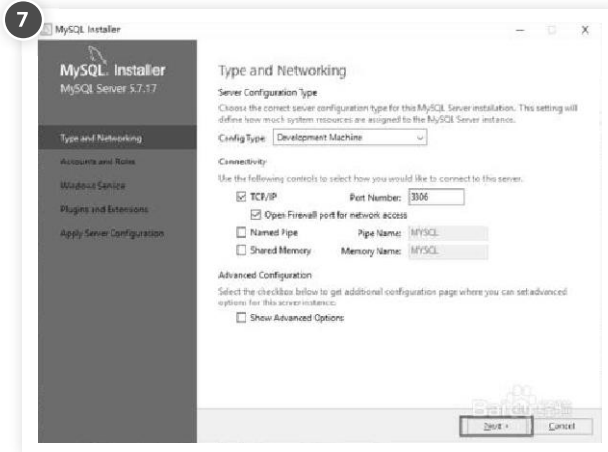 7
MySQL Installer
MySQL. Installer
MySQL Server 5.7.17
Type and Networking
Accounts and Roles
Windows Service
Plugins and Extensions
Apply Server Configuration
Type and Networking
Server Configuration Type
Choose the correct server configuration type for this MySQL Server installation. This setting will
define how much system resources are assigned to the MySQL Server instance.
Config Type: Development Machine
Connectivity
Use the following controls to select how you would like to connect to this server.
TCP/IP Port Number: 3306
Open Firewall port for network access
Named Pipe Pipe Name: MYSQL
Shared Memory Memory Name: MYSQL
Advanced Configuration
Select the checkbox below to get additional configuration page where you can set advanced
options for this server instance.
Show Advanced Options
Baidu 经验
Next > Cancel